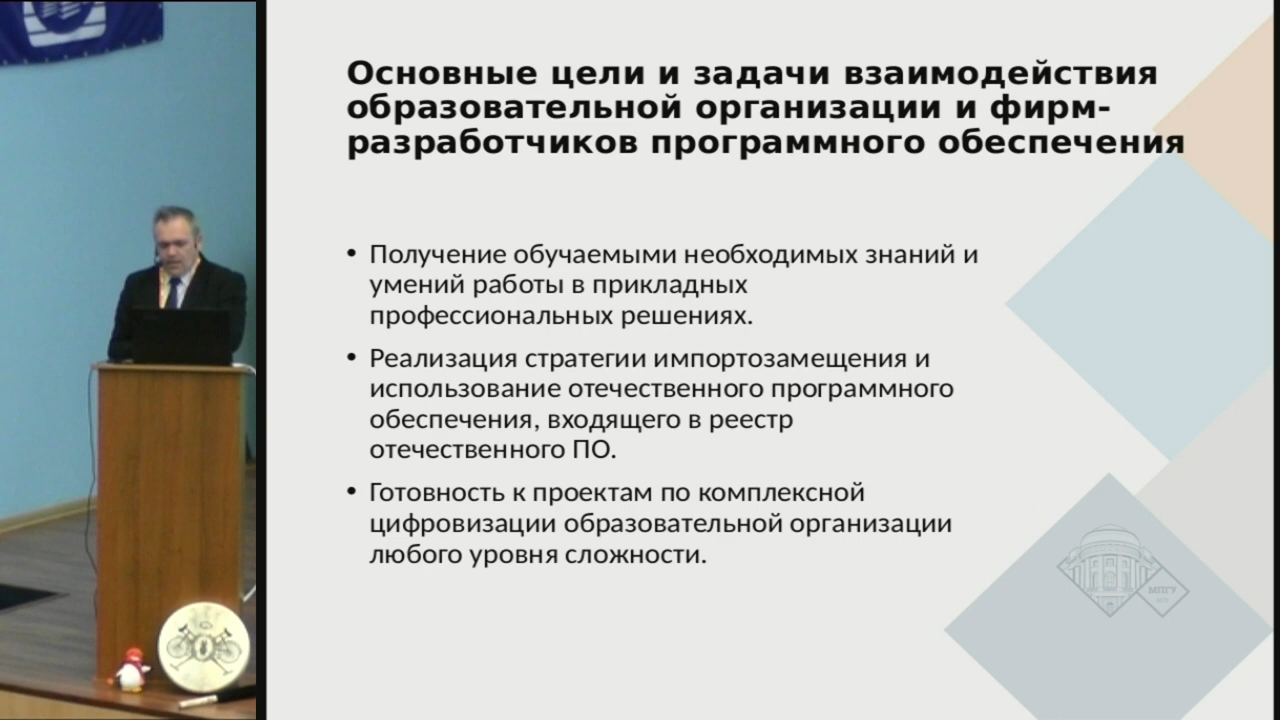 Основные цели и задачи взаимодействия
образовательной организации и фирм-
разработчиков программного обеспечения
• Получение обучаемыми необходимых знаний и
умений работы в прикладных
профессиональных решениях.
• Реализация стратегии импортозамещения и
использование отечественного программного
обеспечения, входящего в реестр
отечественного ПО.
• Готовность к проектам по комплексной
цифровизации образовательной организации
любого уровня сложности.
МПГУ